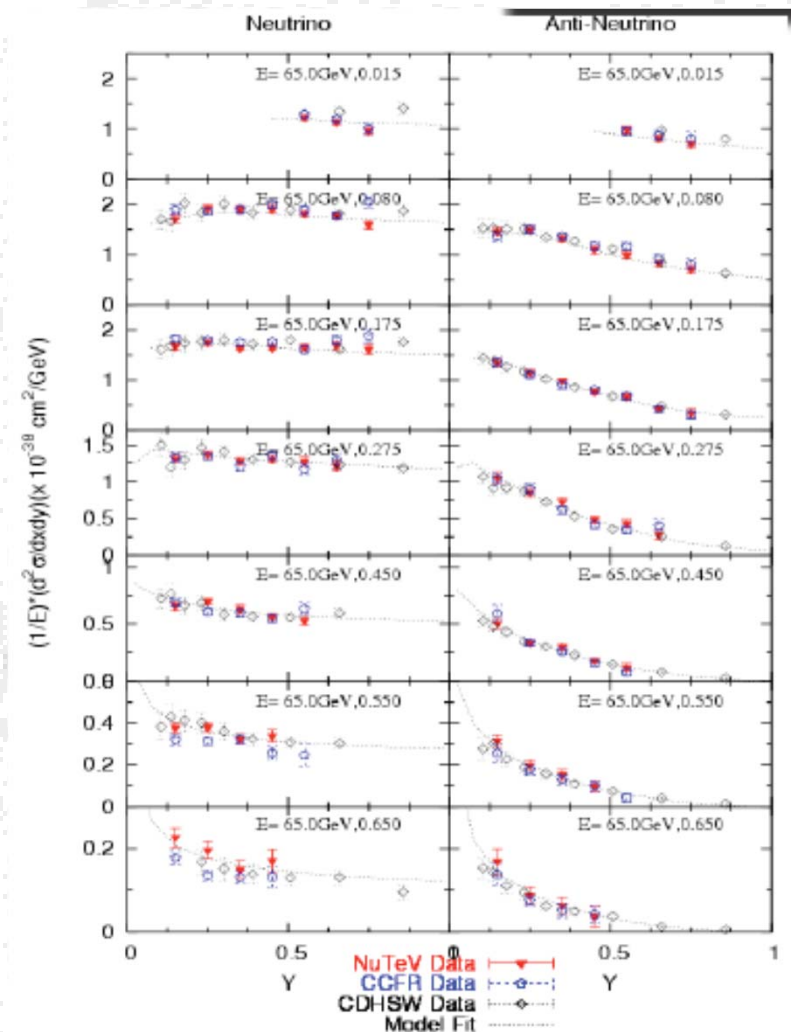 Neutrino Anti-Neutrino
E= 65.0GeV,0.015 E= 65.0GeV,0.015
2
1
0
E= 65.0GeV,0.080 E= 65.0GeV,0.080
2
1
0
E= 65.0GeV,0.175 E= 65.0GeV,0.175
2
1
0
E= 65.0GeV,0.275 E= 65.0GeV,0.275
1.5
1
0.5
0
E= 65.0GeV,0.450 E= 65.0GeV,0.450
1
0.5
E= 65.0GeV,0.550 E= 65.0GeV,0.550
0.4
0.2
0
E= 65.0GeV,0.650 E= 65.0GeV,0.650
0.2
0
(1/E)*(d²σ/dxdy)(x 10⁻³⁸ cm²/GeV)
0 0.5 0.5 1
Y Y
NuTeV Data
CCFR Data
CDHSW Data
Model Fit